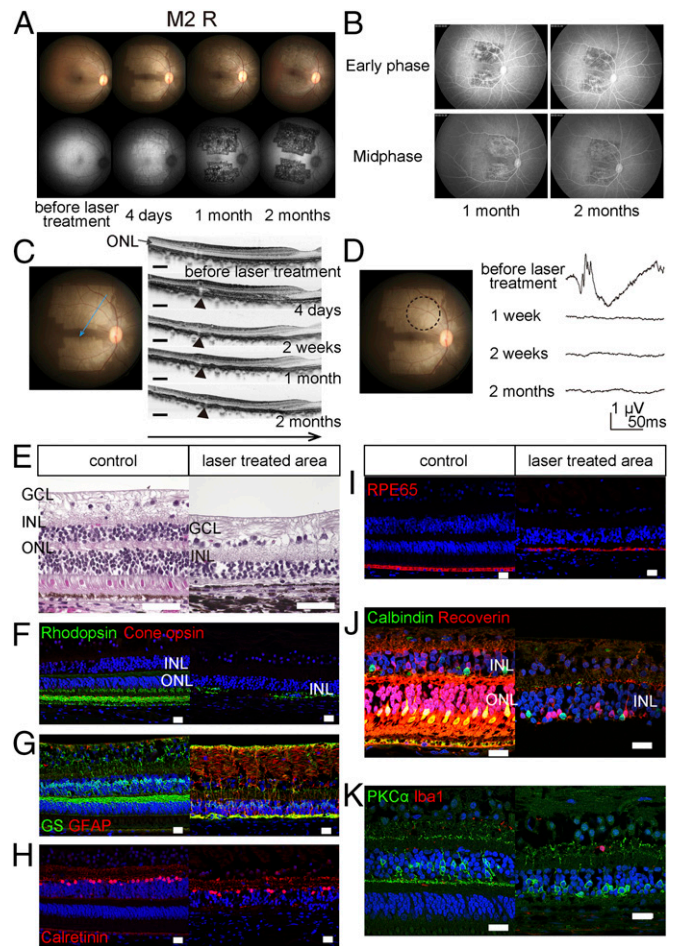 M2 R
A
before laser treatment
4 days
1 month
2 months
B
Early phase
Midphase
1 month
2 months
C
ONL
before laser treatment
4 days
2 weeks
1 month
2 months
D
before laser
treatment
1 week
2 weeks
2 months
1 μV
50ms
E
control
laser treated area
GCL
INL
ONL
GCL
INL
F
Rhodopsin Cone opsin
INL
ONL
INL
G
GS GFAP
H
Calretinin
I
control
laser treated area
RPE65
J
Calbindin Recoverin
INL
ONL
INL
K
PKCα Iba1